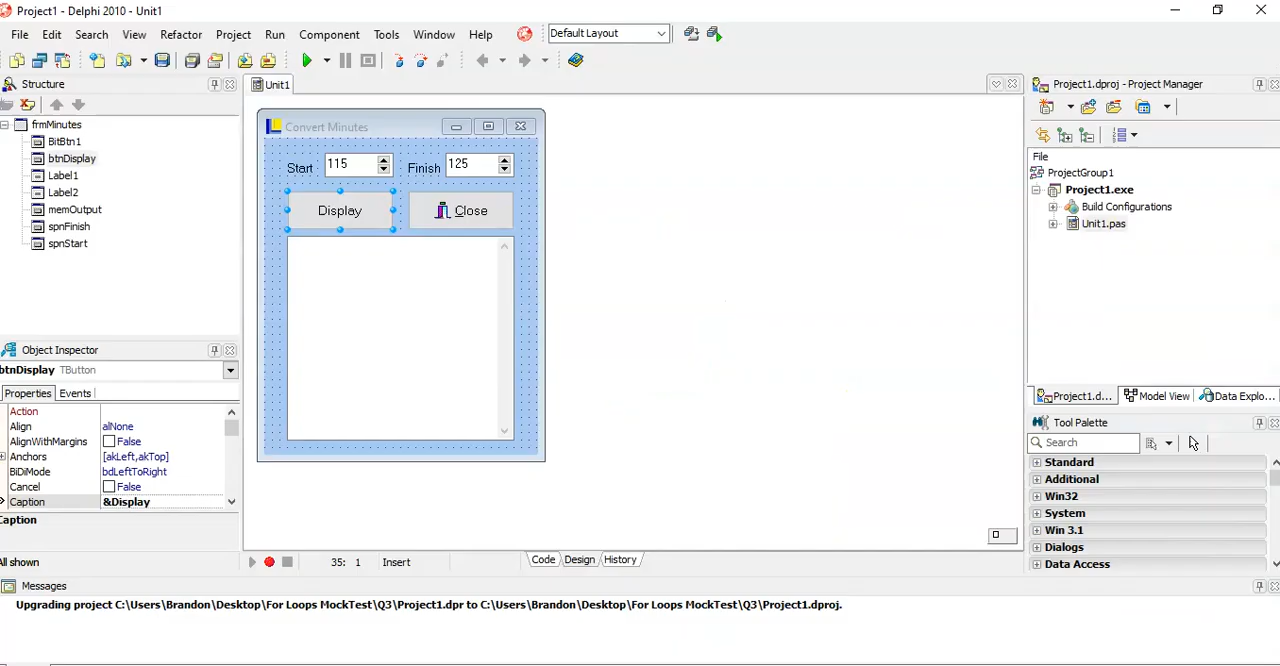 Project1 - Delphi 2010 - Unit1
File Edit Search View Refactor Project Run Component Tools Window Help Default Layout
Structure
frmMinutes
BitBtn1
btnDisplay
Label1
Label2
memOutput
spnFinish
spnStart
Object Inspector
btnDisplay TButton
Properties Events
Action
Align alNone
AlignWithMargins False
Anchors [akLeft,akTop]
BiDiMode bdLeftToRight
Cancel False
Caption &Display
Caption
All shown
Unit1
Convert Minutes
Start 115 Finish 125
Display Close
35: 1 Insert
Code Design History
Project1.dproj - Project Manager
File
ProjectGroup1
Project1.exe
Build Configurations
Unit1.pas
Project1.d... Model View Data Explo...
Tool Palette
Search
Standard
Additional
Win32
System
Win 3.1
Dialogs
Data Access
Messages
Upgrading project C:\Users\Brandon\Desktop\For Loops MockTest\Q3\Project1.dpr to C:\Users\Brandon\Desktop\For Loops MockTest\Q3\Project1.dproj.